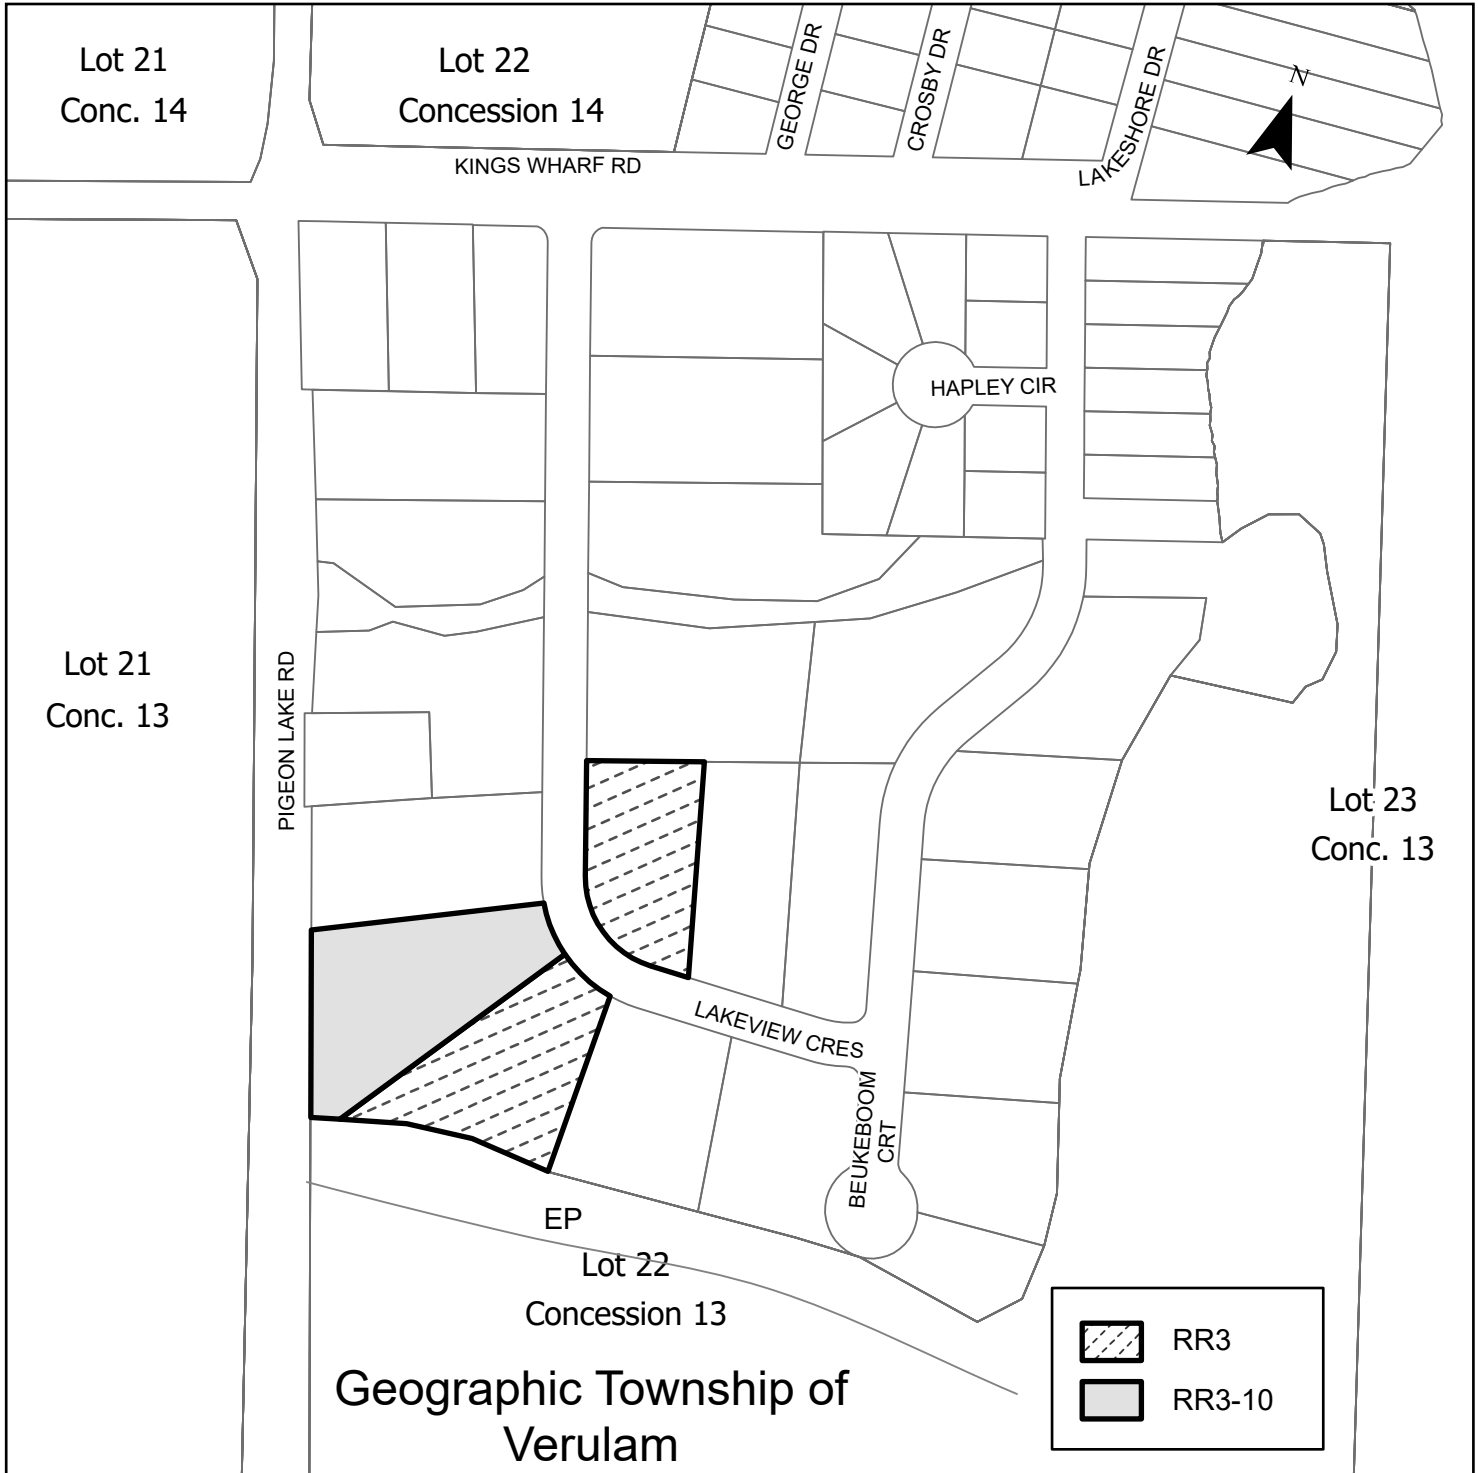 Lot 21
Conc. 14
Lot 22
Concession 14
GEORGE DR
CROSBY DR
LAKESHORE DR
N
KINGS WHARF RD
HAPLEY CIR
Lot 21
Conc. 13
PIGEON LAKE RD
Lot 23
Conc. 13
LAKEVIEW CRES
BEUKEBOOM
CRT
EP
Lot 22
Concession 13
Geographic Township of
Verulam
RR3
RR3-10